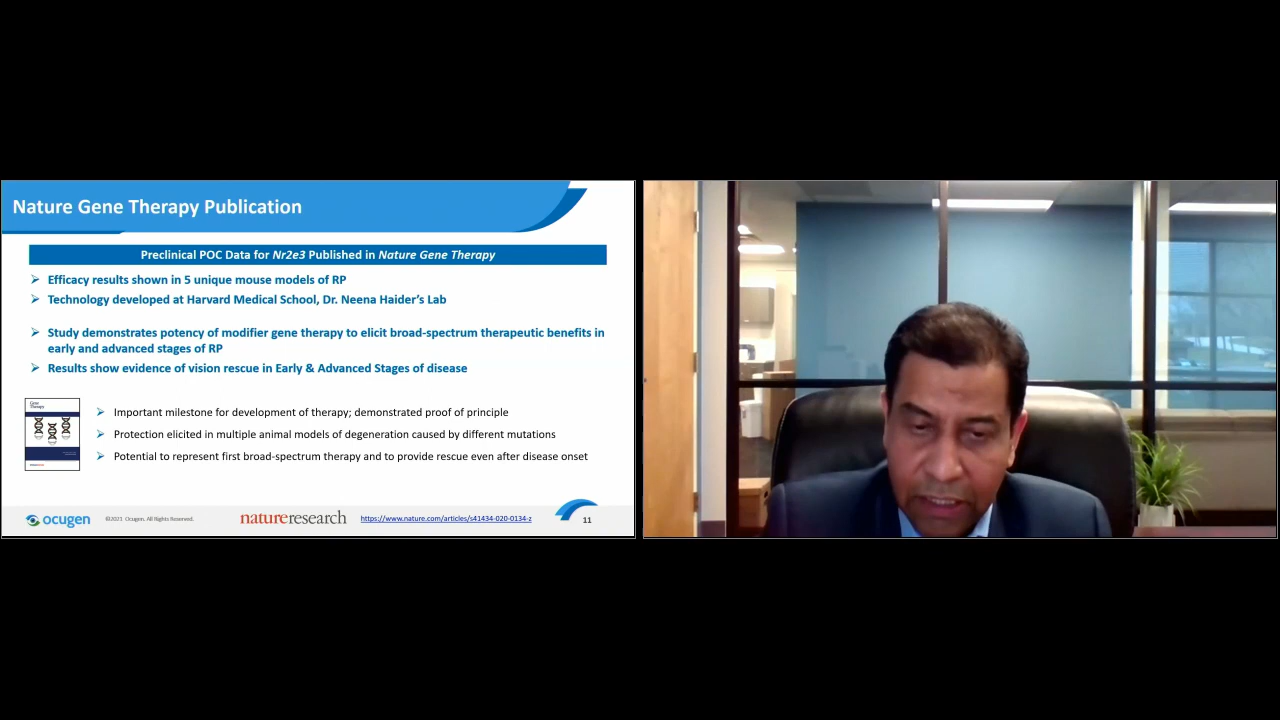 Nature Gene Therapy Publication
Preclinical POC Data for Nr2e3 Published in Nature Gene Therapy
Efficacy results shown in 5 unique mouse models of RP
Technology developed at Harvard Medical School, Dr. Neena Haider's Lab
Study demonstrates potency of modifier gene therapy to elicit broad-spectrum therapeutic benefits in
early and advanced stages of RP
Results show evidence of vision rescue in Early & Advanced Stages of disease
Gene
Therapy
Important milestone for development of therapy; demonstrated proof of principle
Protection elicited in multiple animal models of degeneration caused by different mutations
Potential to represent first broad-spectrum therapy and to provide rescue even after disease onset
ocugen
©2021 Ocugen. All Rights Reserved.
natureresearch
https://www.nature.com/articles/s41434-020-0134-z
11